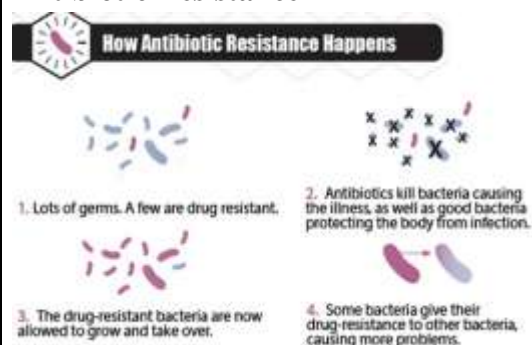 How Antibiotic Resistance Happens
1. Lots of germs. A few are drug resistant.
2. Antibiotics kill bacteria causing
the illness, as well as good bacteria
protecting the body from infection.
3. The drug-resistant bacteria are now
allowed to grow and take over.
4. Some bacteria give their
drug-resistance to other bacteria,
causing more problems.